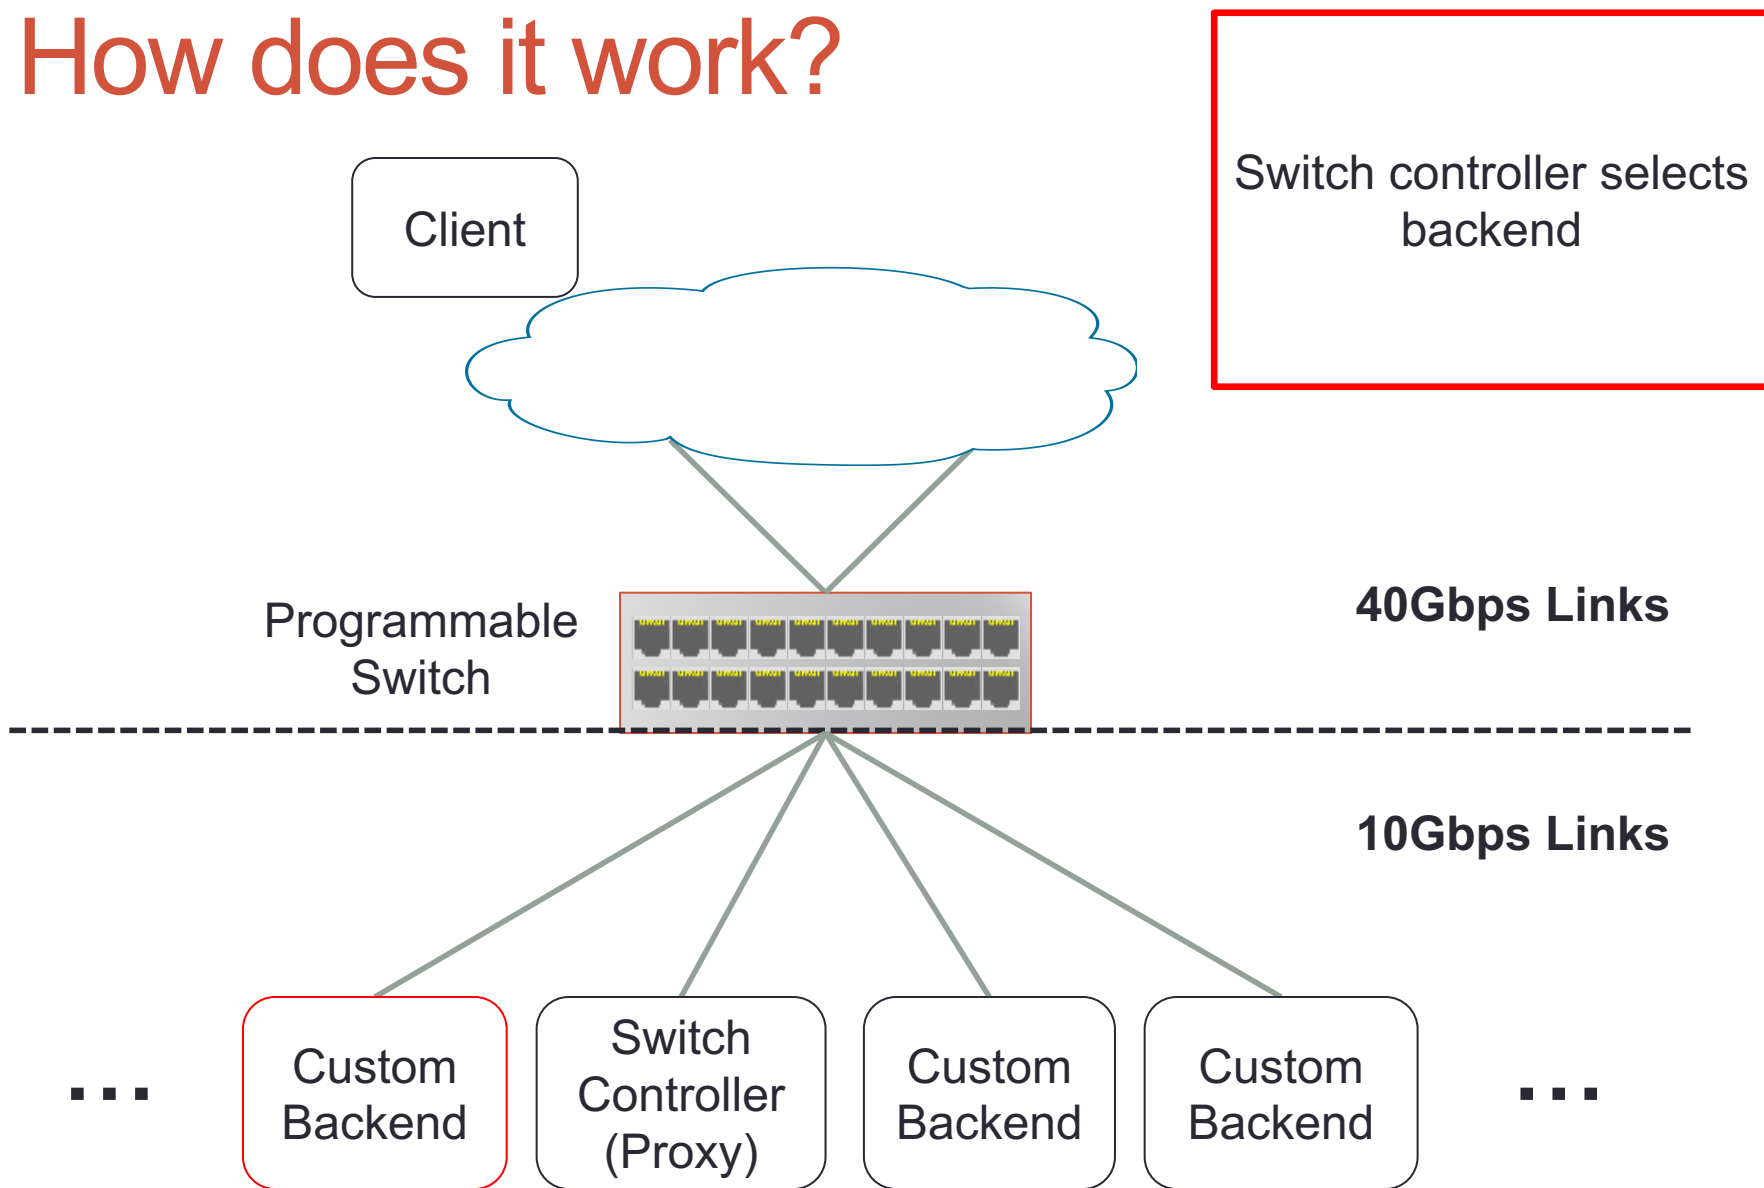 How does it work?
Switch controller selects
backend
Client
Programmable
Switch
40Gbps Links
10Gbps Links
...
Custom
Backend
Switch
Controller
(Proxy)
Custom
Backend
Custom
Backend
...